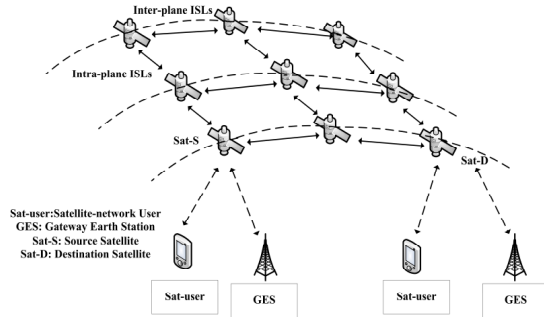 Inter-plane ISLs
Intra-plane ISLs
Sat-S
Sat-D
Sat-user:Satellite-network User
GES: Gateway Earth Station
Sat-S: Source Satellite
Sat-D: Destination Satellite
Sat-user
GES
Sat-user
GES